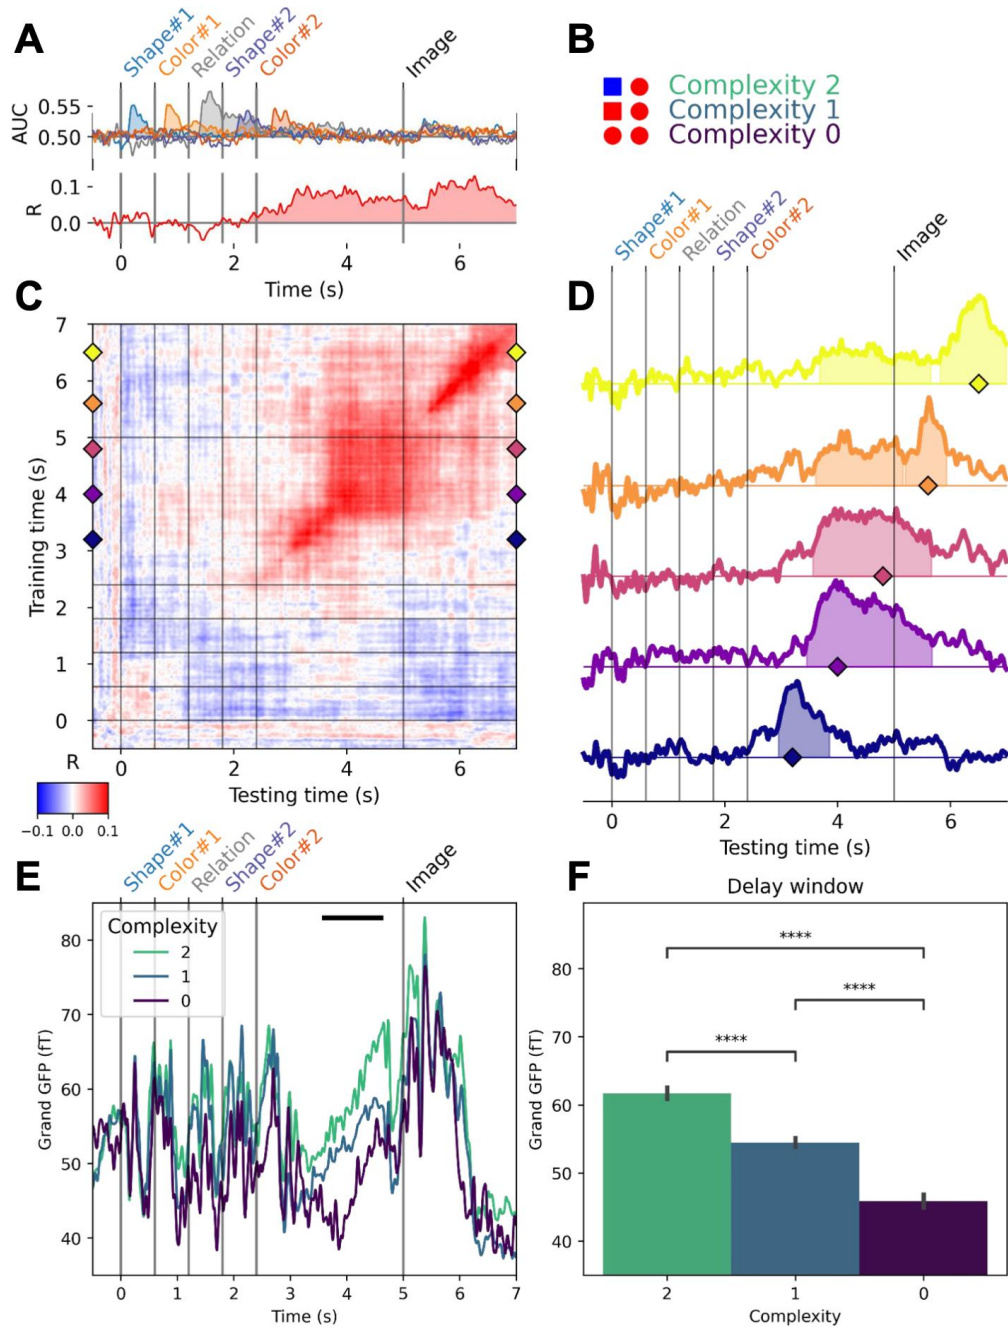 A
Shape#1
Color#1
Relation
Shape#2
Color#2
Image
AUC
0.55
0.50
R
0.1
0.0
0 2 4 6
Time (s)
B
Complexity 2
Complexity 1
Complexity 0
C
Training time (s)
7
6
5
4
3
2
1
0
0 2 4 6
Testing time (s)
R
−0.1 0.0 0.1
D
Shape#1
Color#1
Relation
Shape#2
Color#2
Image
0 2 4 6
Testing time (s)
E
Shape#1
Color#1
Relation
Shape#2
Color#2
Image
Complexity
2
1
0
Grand GFP (fT)
80
70
60
50
40
0 1 2 3 4 5 6 7
Time (s)
F
Delay window
****
****
****
Grand GFP (fT)
80
70
60
50
40
2 1 0
Complexity